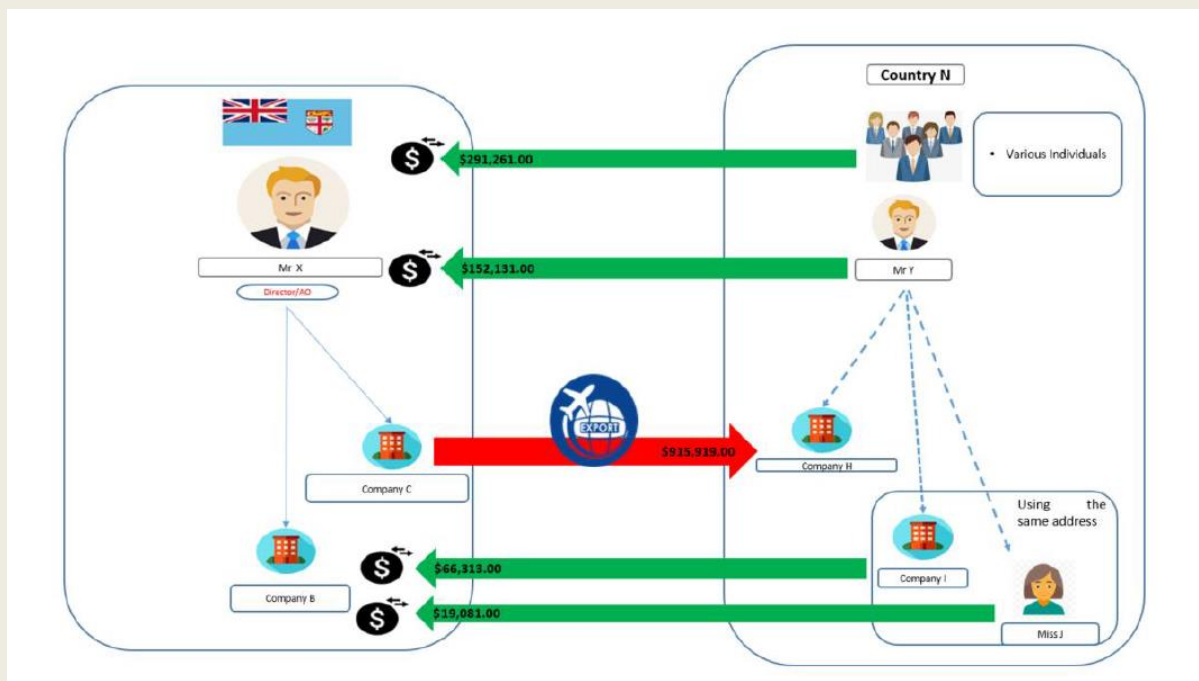 Country N
$291,261.00
• Various Individuals
Mr X
$152,131.00
Mr Y
Director/AO
EXPORT
$915,919.00
Company H
Company C
Using the
same address
$66,313.00
Company I
Company B
$19,081.00
Miss J